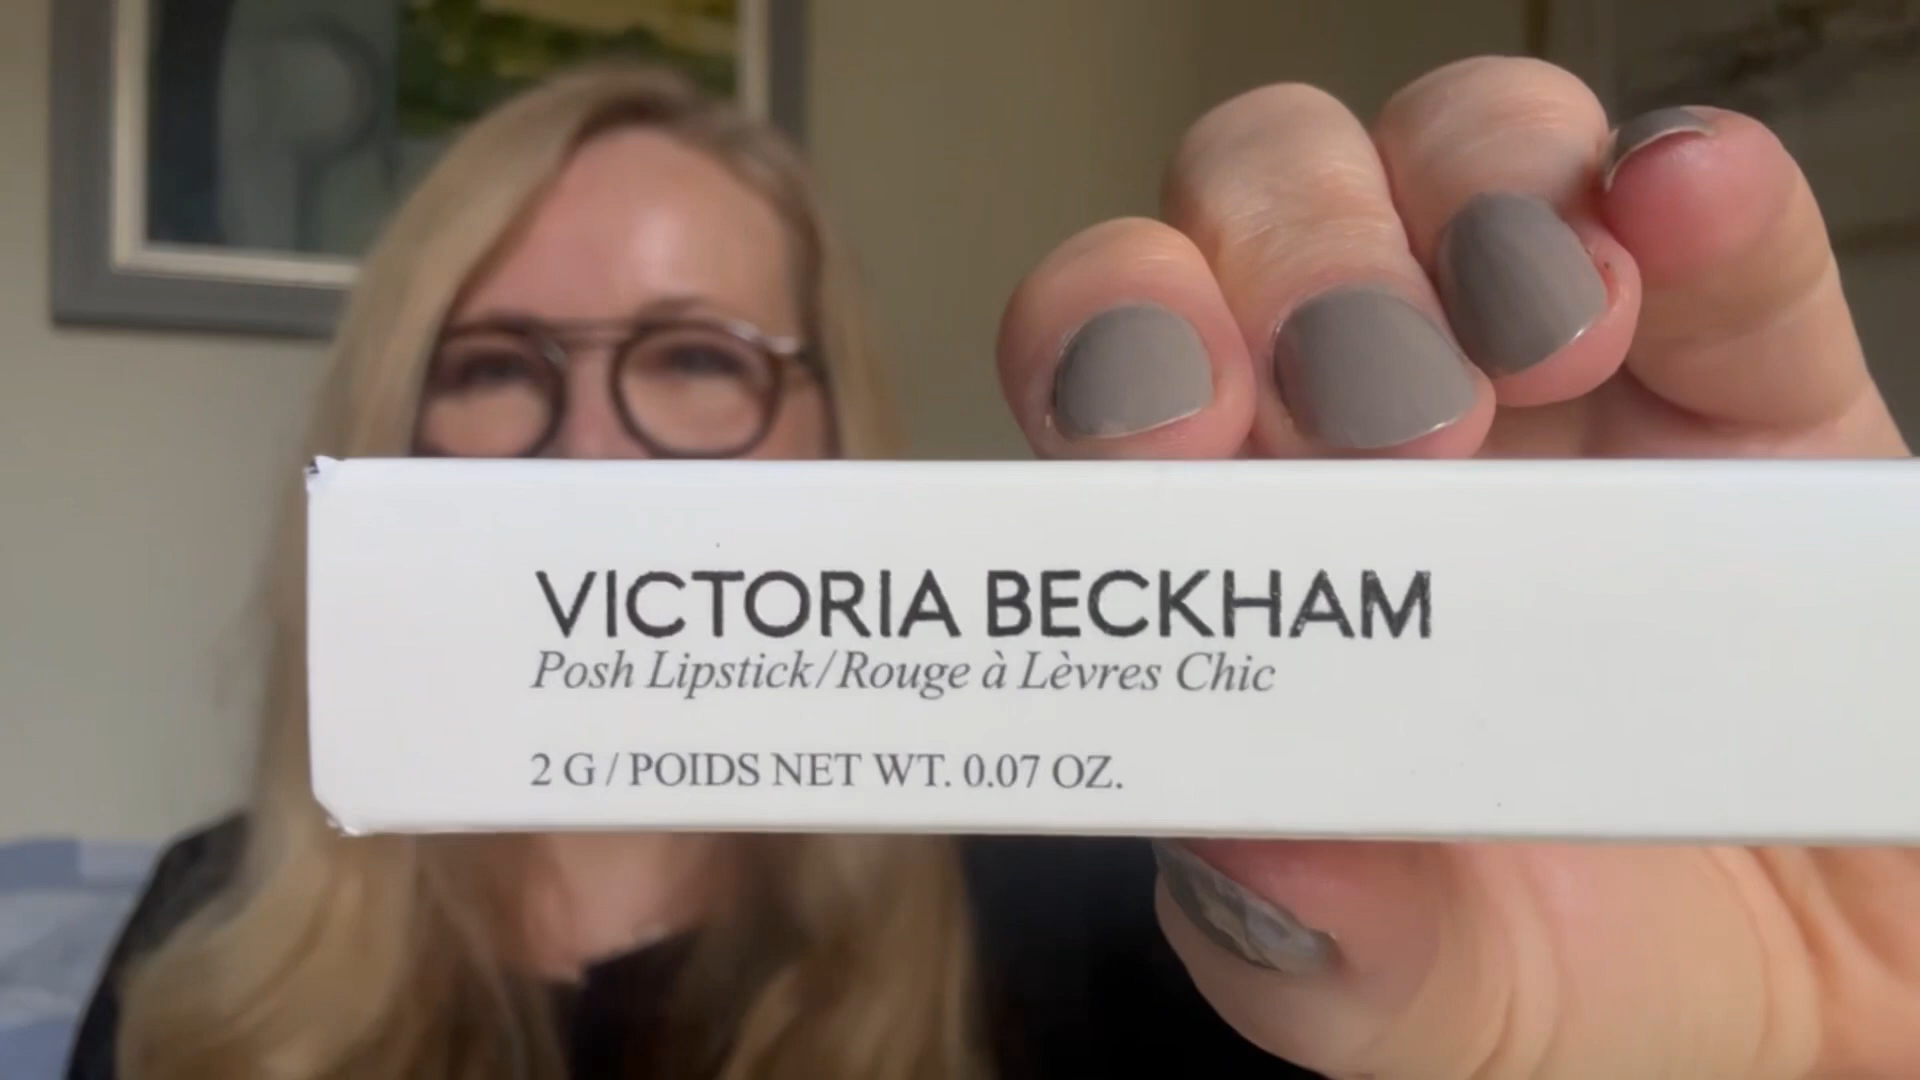 VICTORIA BECKHAM
Posh Lipstick/Rouge à Lèvres Chic
2 G / POIDS NET WT. 0.07 OZ.